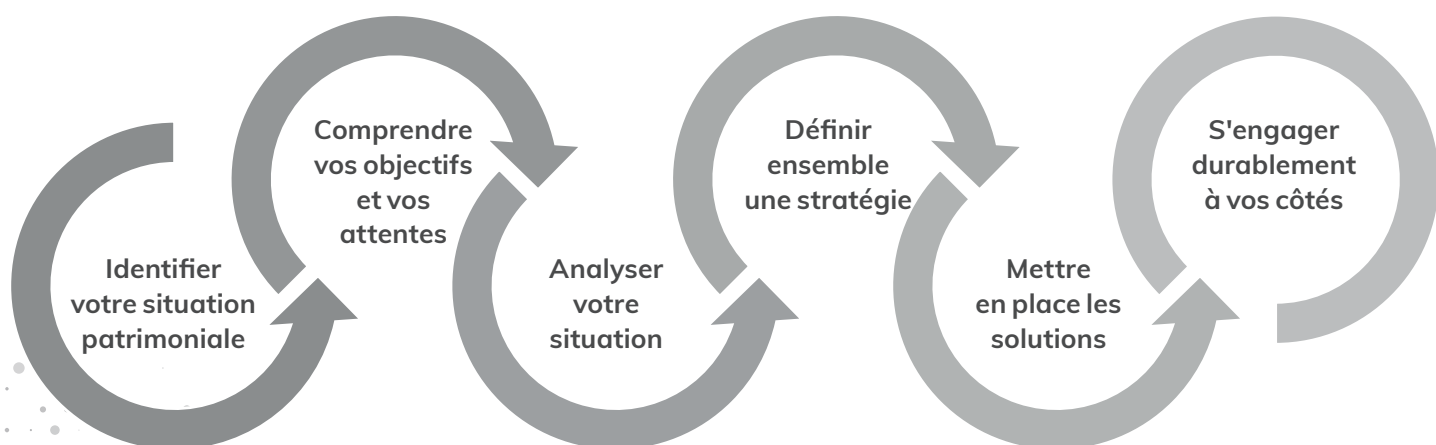 Identifier
votre situation
patrimoniale
Comprendre
vos objectifs
et vos
attentes
Analyser
votre
situation
Définir
ensemble
une stratégie
Mettre
en place les
solutions
S'engager
durablement
à vos côtés